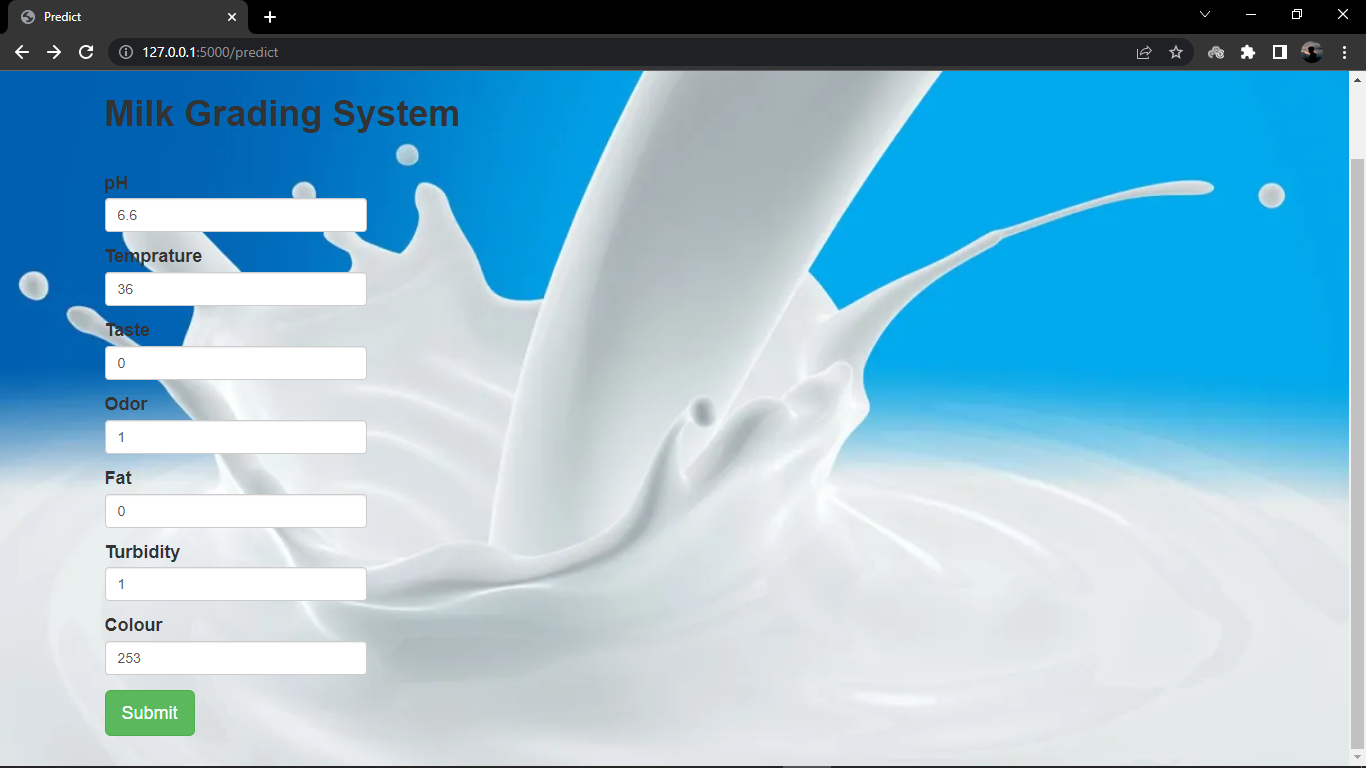 Predict
127.0.0.1:5000/predict
Milk Grading System
pH
6.6
Temprature
36
Taste
0
Odor
1
Fat
0
Turbidity
1
Colour
253
Submit